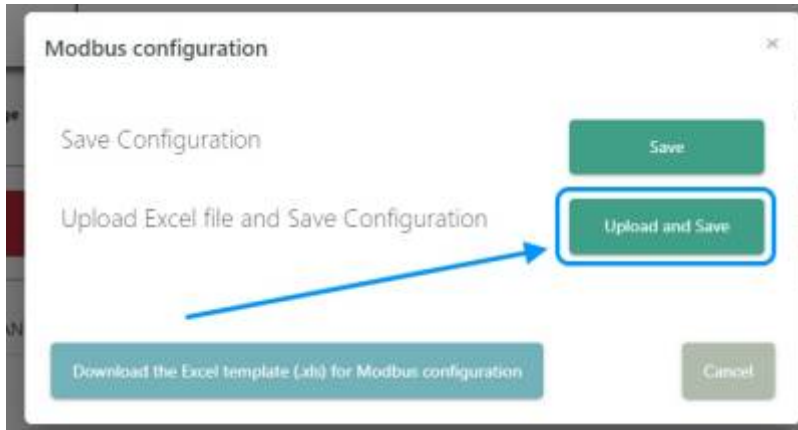 Modbus configuration
×
Save Configuration
Save
Upload Excel file and Save Configuration
Upload and Save
Download the Excel template (.xls) for Modbus configuration
Cancel